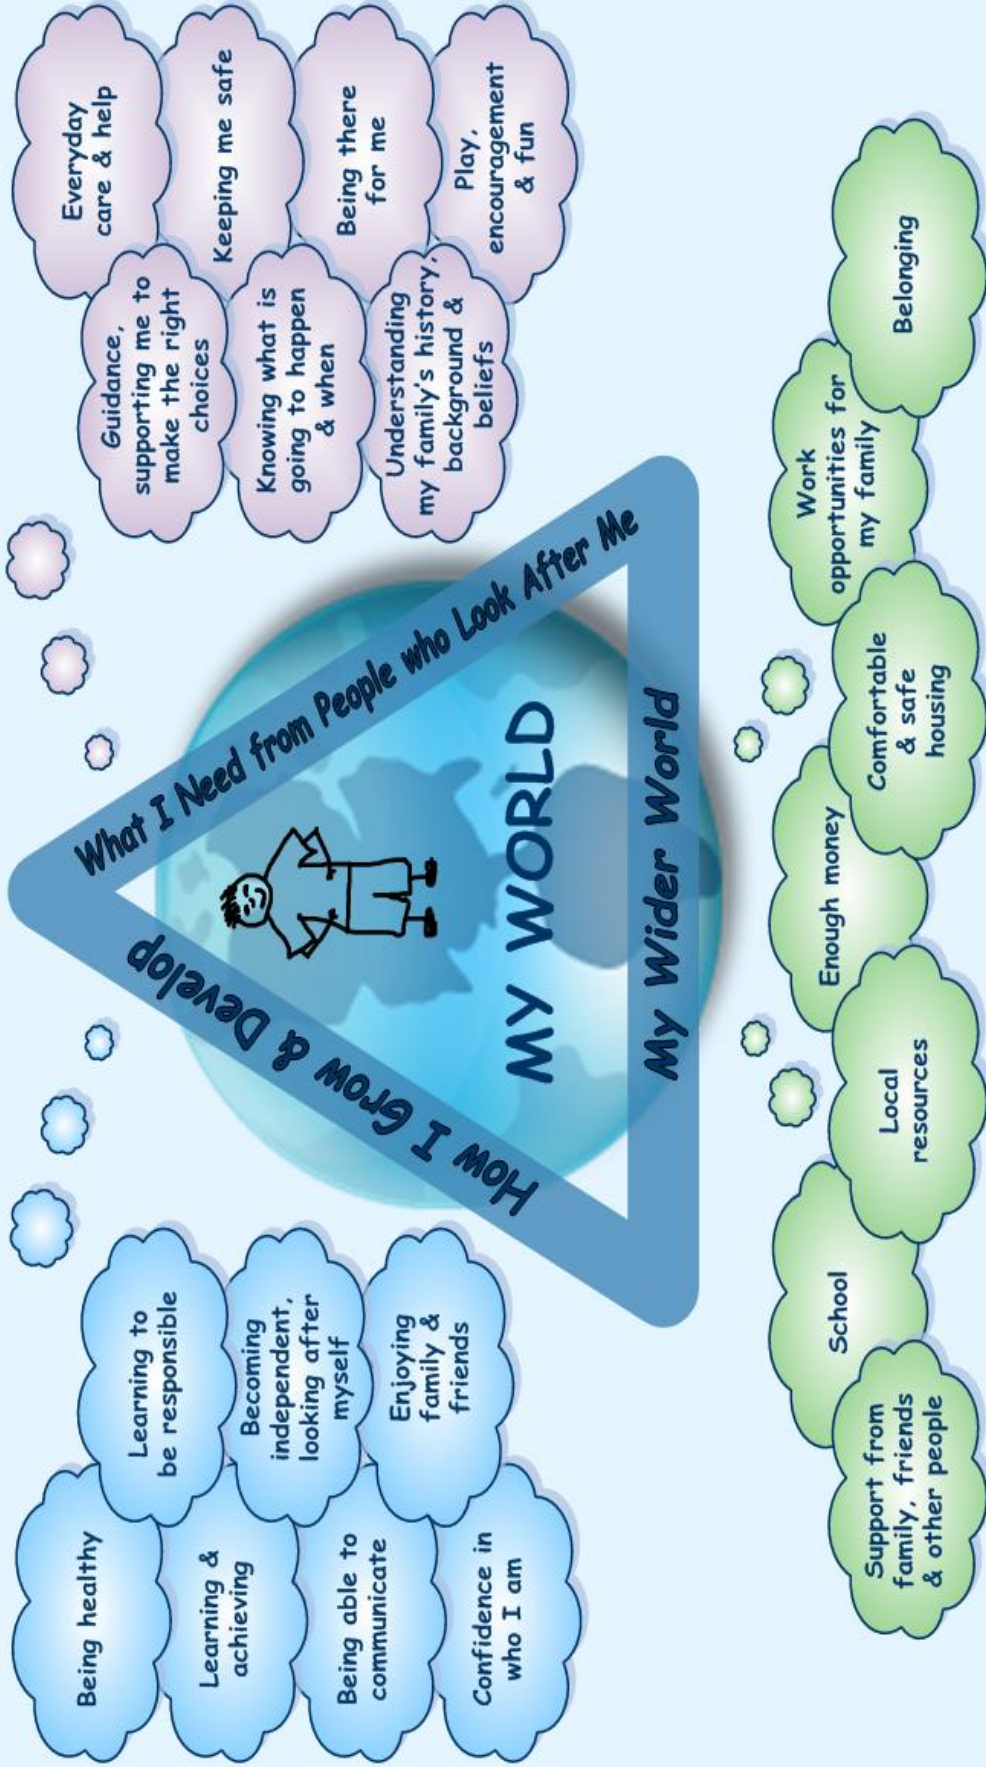 Being healthy
Learning &
achieving
Being able to
communicate
Confidence in
who I am
Learning to
be responsible
Becoming
independent,
looking after
myself
Enjoying
family &
friends
How I Grow & Develop
What I Need from People who Look After Me
My Wider World
MY WORLD
Everyday
care & help
Keeping me safe
Being there
for me
Play,
encouragement
& fun
Guidance,
supporting me to
make the right
choices
Knowing what is
going to happen
& when
Understanding
my family's history,
background &
beliefs
Support from
family, friends
& other people
School
Local
resources
Enough money
Comfortable
& safe
housing
Work
opportunities for
my family
Belonging